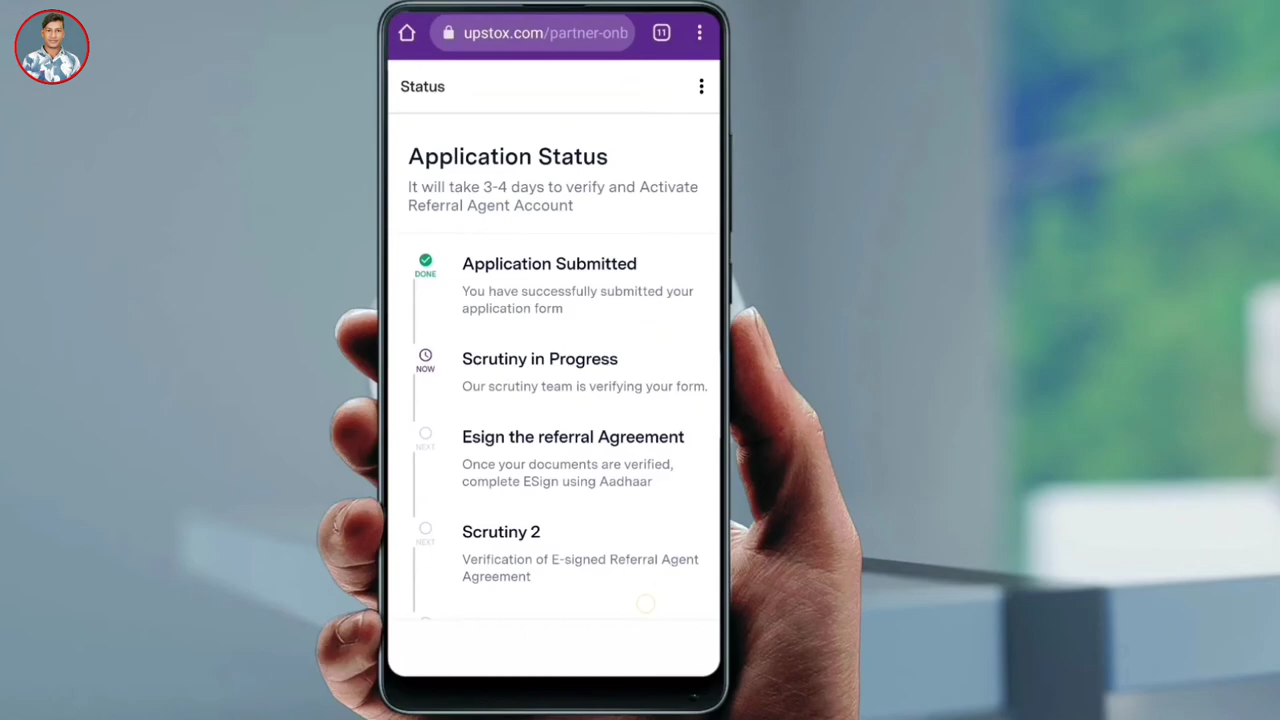 upstox.com/partner-onb
11
Status
Application Status
It will take 3-4 days to verify and Activate
Referral Agent Account
DONE
Application Submitted
You have successfully submitted your
application form
NOW
Scrutiny in Progress
Our scrutiny team is verifying your form.
NEXT
Esign the referral Agreement
Once your documents are verified,
complete ESign using Aadhaar
NEXT
Scrutiny 2
Verification of E-signed Referral Agent
Agreement